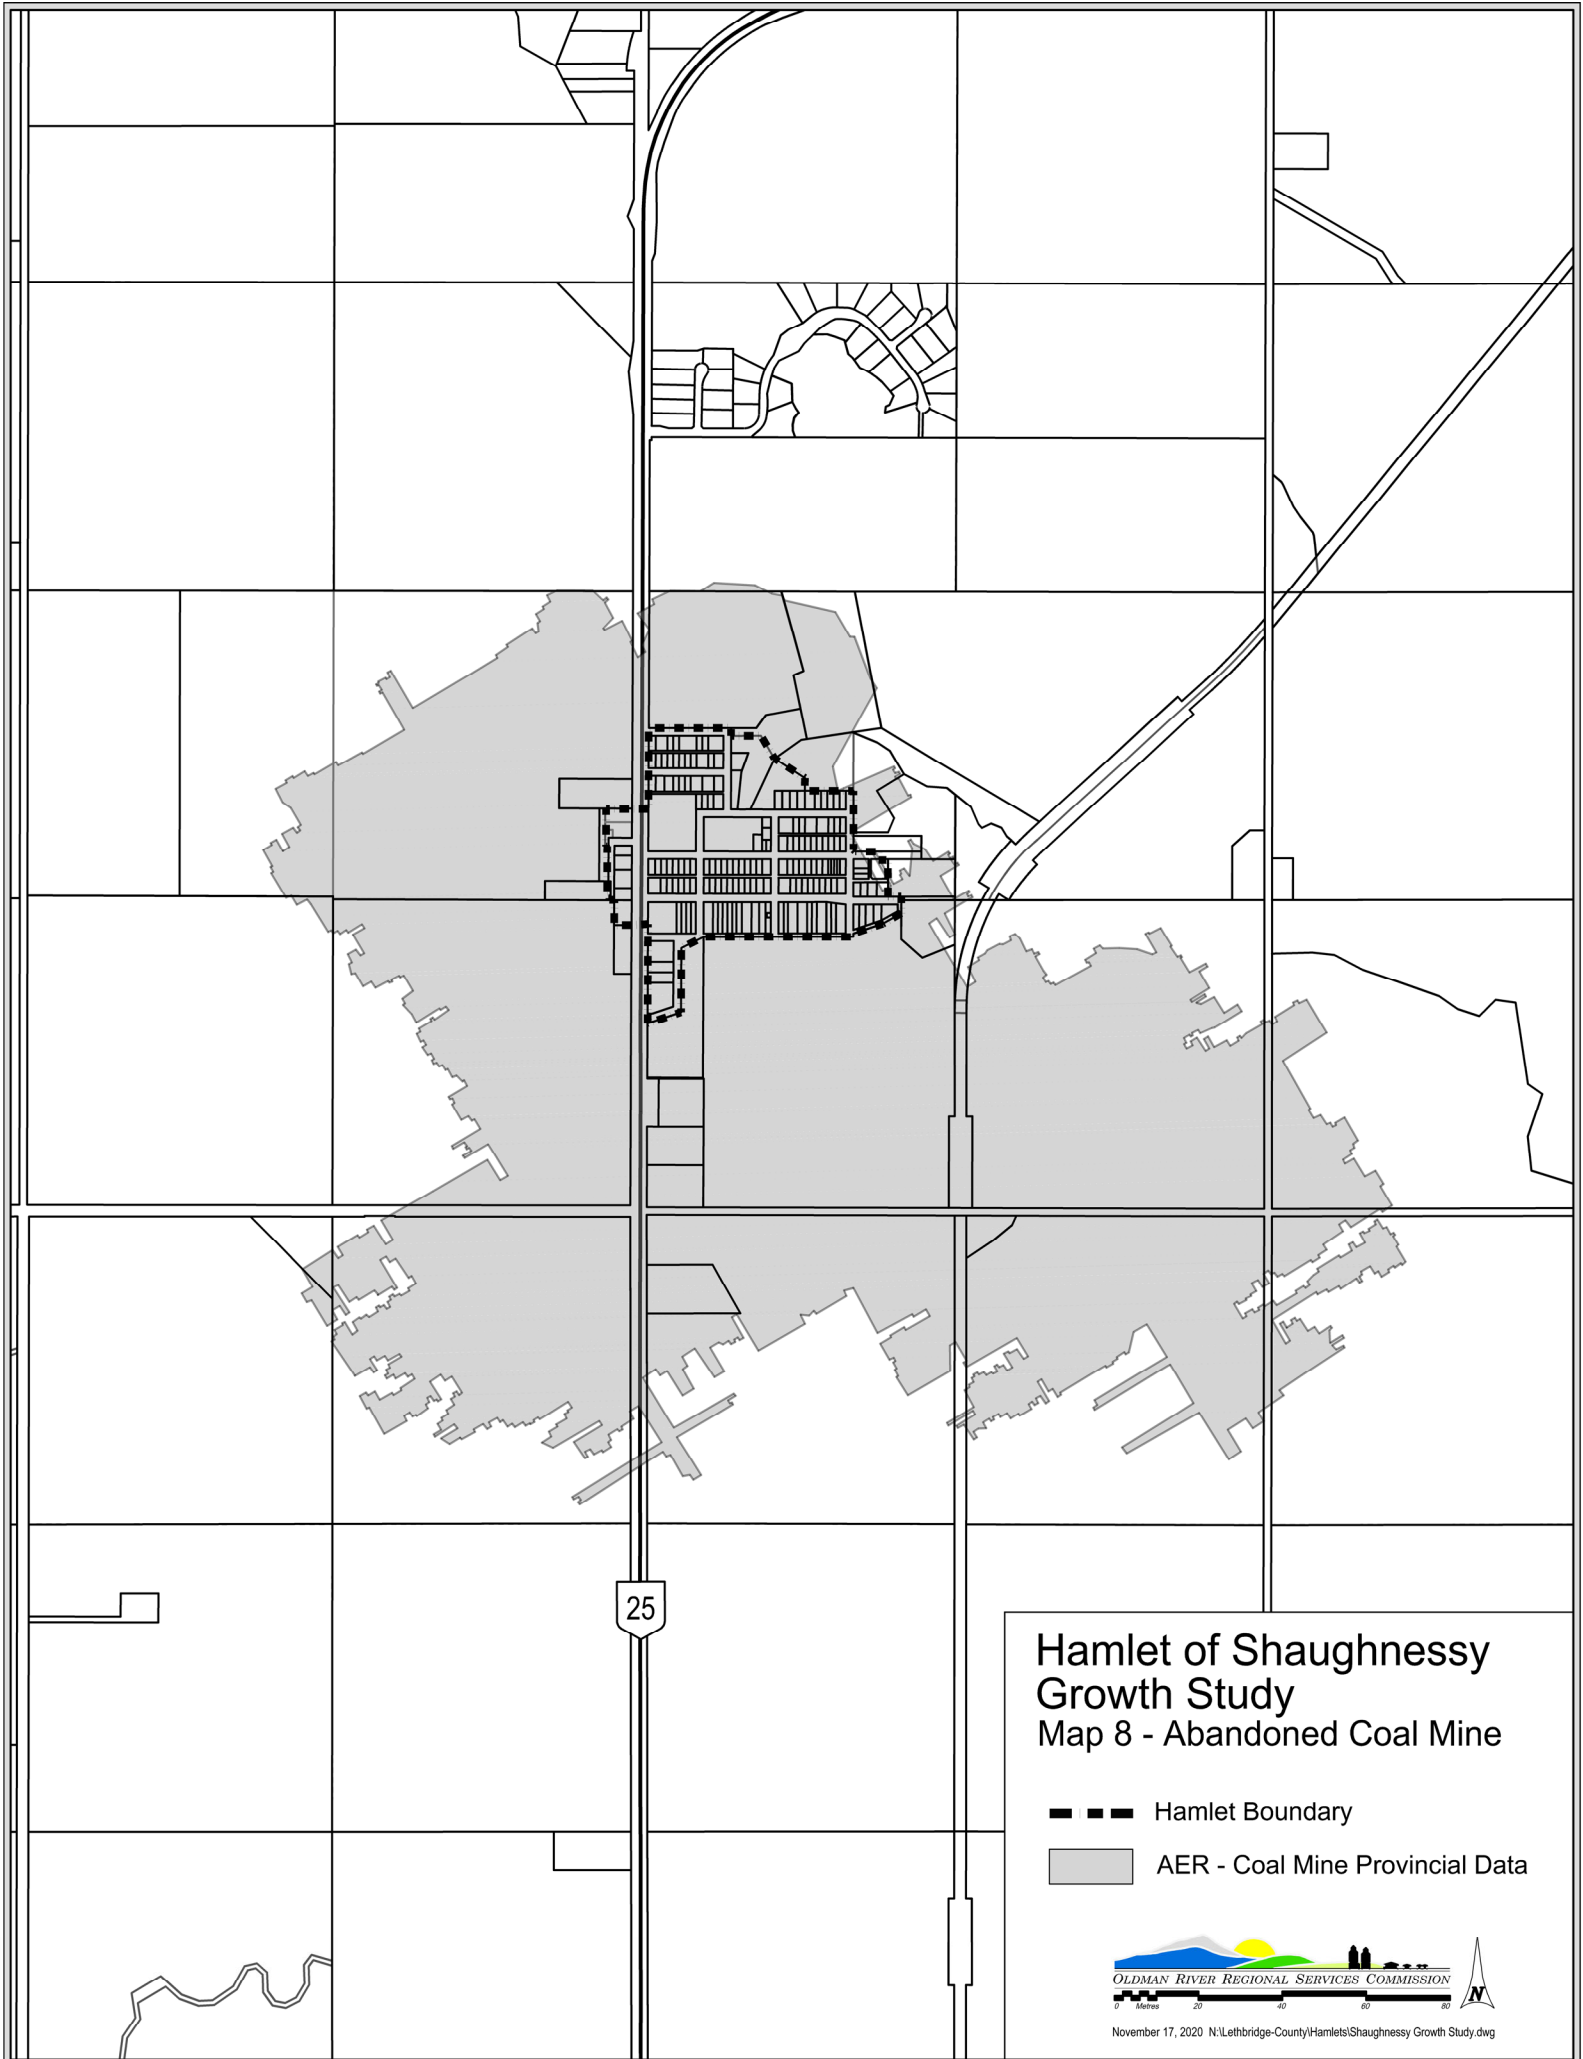 25
Hamlet of Shaughnessy
Growth Study
Map 8 - Abandoned Coal Mine
Hamlet Boundary
AER - Coal Mine Provincial Data
OLDMAN RIVER REGIONAL SERVICES COMMISSION
0 Metres 20 40 60 80
N
November 17, 2020 N:\Lethbridge-County\Hamlets\Shaughnessy Growth Study.dwg